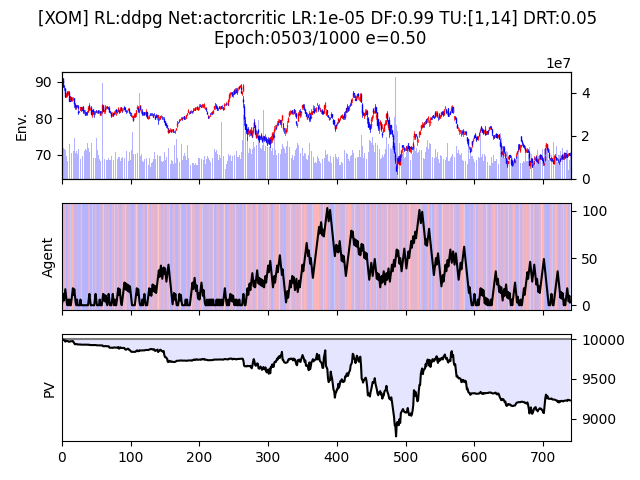 [XOM] RL:ddpg Net:actorcritic LR:1e-05 DF:0.99 TU:[1,14] DRT:0.05
Epoch:0503/1000 e=0.50
1e7
Env.
90
80
70
4
2
0
Agent
100
50
0
PV
10000
9500
9000
0 100 200 300 400 500 600 700